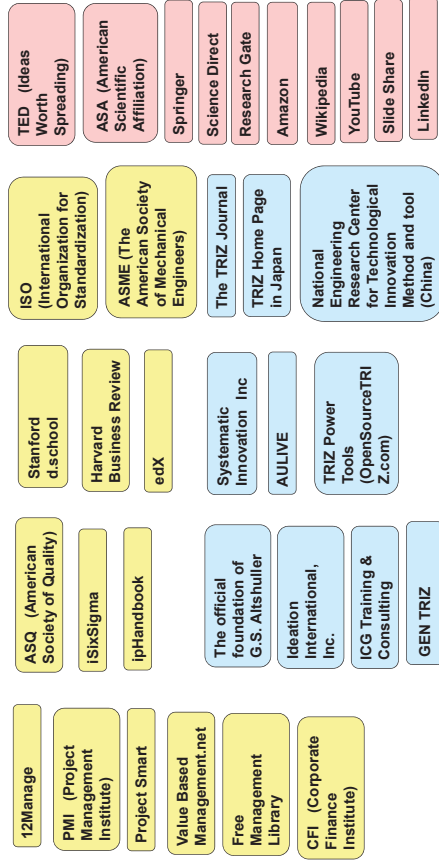 12Manage
PMI (Project
Management
Institute)
Project Smart
Value Based
Management.net
Free
Management
Library
CFI (Corporate
Finance
Institute)
ASQ (American
Society of Quality)
iSixSigma
ipHandbook
The official
foundation of
G.S. Altshuller
Ideation
International,
Inc.
ICG Training &
Consulting
GEN TRIZ
Stanford
d.school
Harvard
Business Review
edX
Systematic
Innovation Inc
AULIVE
TRIZ Power
Tools
(OpenSourceTRI
Z.com)
ISO
(International
Organization for
Standardization)
ASME (The
American Society
of Mechanical
Engineers)
The TRIZ Journal
TRIZ Home Page
in Japan
National
Engineering
Research Center
for Technological
Innovation
Method and tool
(China)
TED (Ideas
Worth
Spreading)
ASA (American
Scientific
Affiliation)
Springer
Science Direct
Research Gate
Amazon
Wikipedia
YouTube
Slide Share
LinkedIn